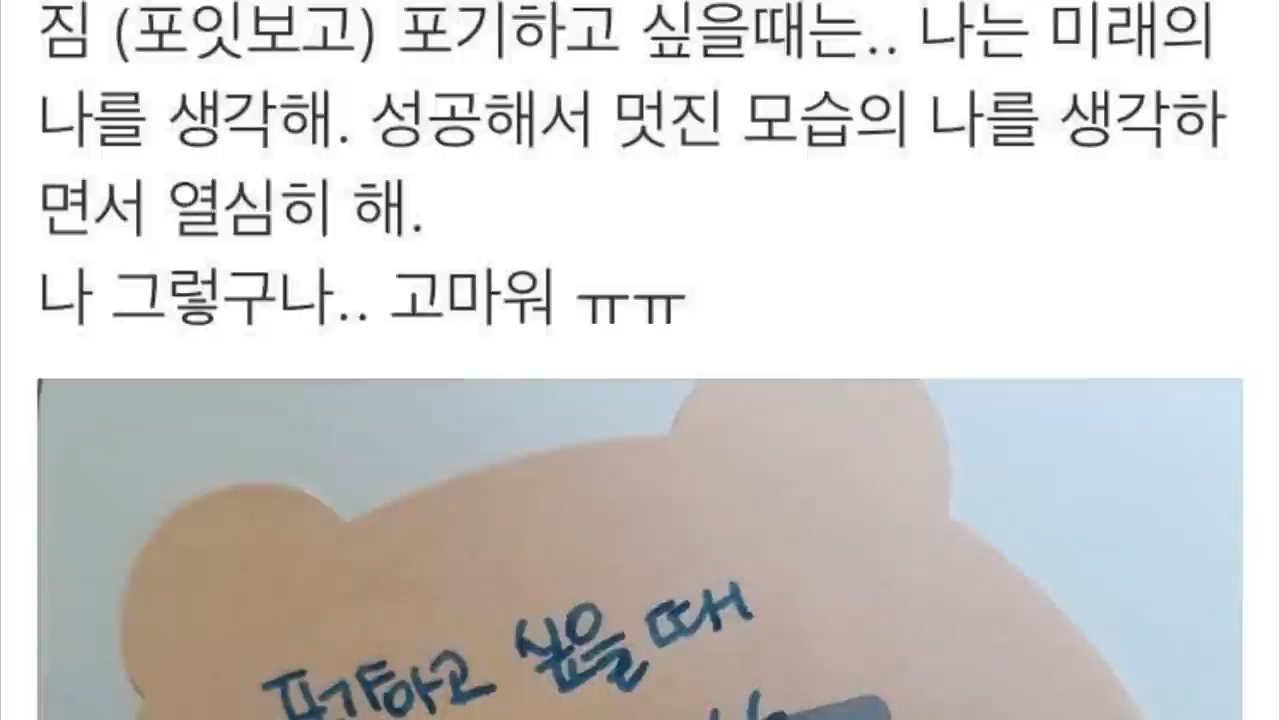 짐 (포잇보고) 포기하고 싶을때는.. 나는 미래의
나를 생각해. 성공해서 멋진 모습의 나를 생각하
면서 열심히 해.
나 그렇구나.. 고마워 ㅠㅠ
포기하고 싶을 때